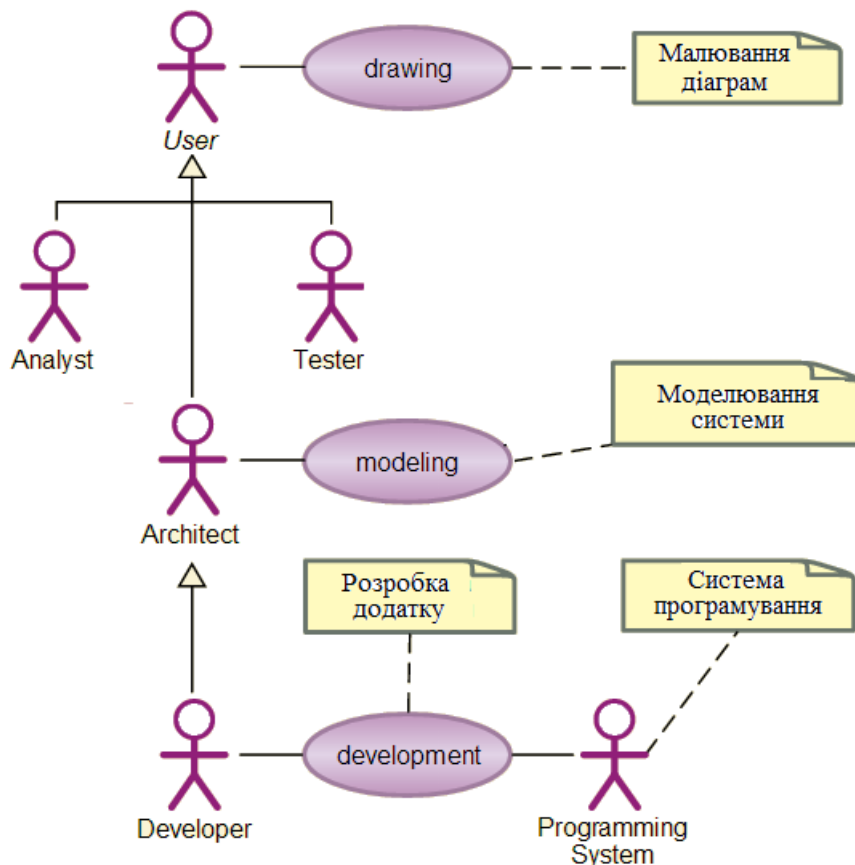 drawing
Малювання
діаграм
User
Analyst
Tester
Моделювання
системи
modeling
Architect
Розробка
додатку
Система
програмування
development
Developer
Programming
System